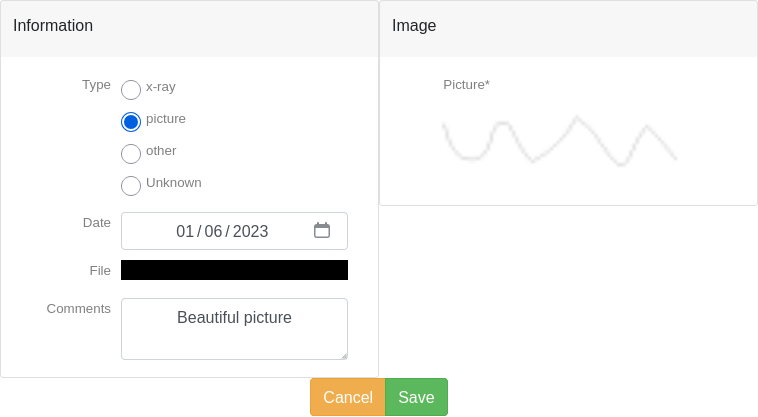 Information
Type
x-ray
picture
other
Unknown
Date
01/06/2023
File
Comments
Beautiful picture
Image
Picture*
Cancel
Save